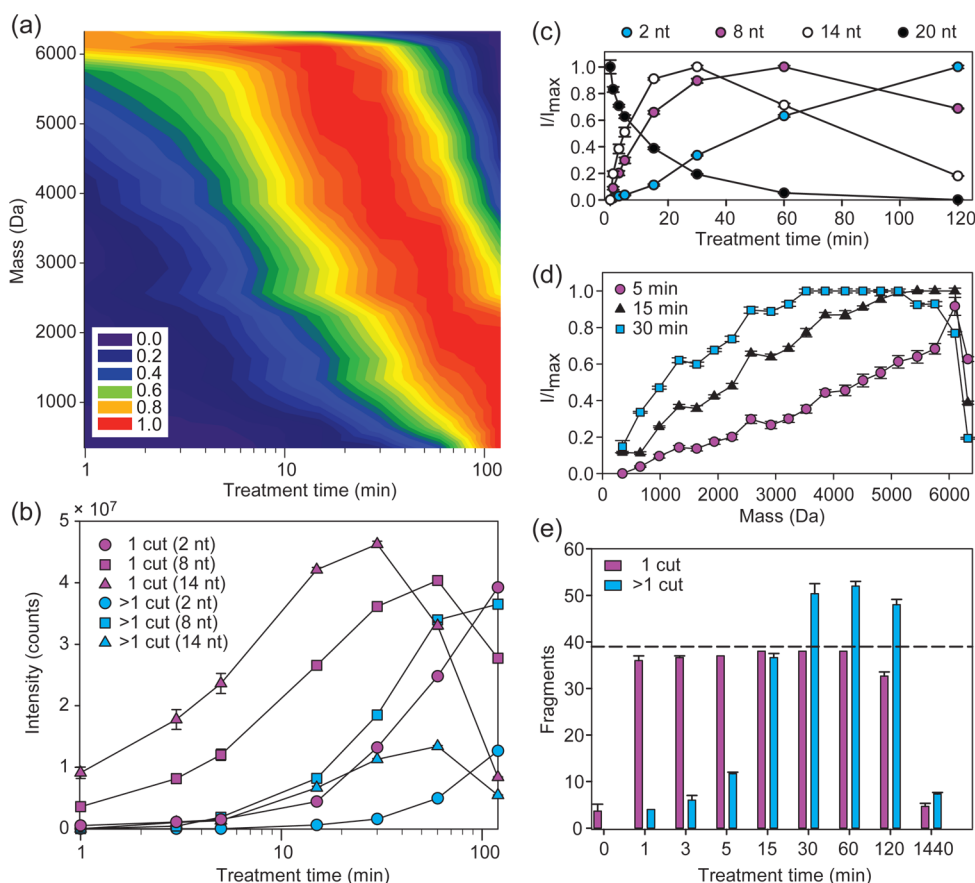 (a)
Mass (Da)
6000
5000
4000
3000
2000
1000
0.0
0.2
0.4
0.6
0.8
1.0
1 10 100
Treatment time (min)
(b)
× 10⁷
Intensity (counts)
5
4
3
2
1
0
1 cut (2 nt)
1 cut (8 nt)
1 cut (14 nt)
>1 cut (2 nt)
>1 cut (8 nt)
>1 cut (14 nt)
1 10 100
Treatment time (min)
(c)
2 nt 8 nt 14 nt 20 nt
I/Imax
1.0
0.8
0.6
0.4
0.2
0
0 20 40 60 80 100 120
Treatment time (min)
(d)
I/Imax
1.0
0.8
0.6
0.4
0.2
0.0
5 min
15 min
30 min
0 1000 2000 3000 4000 5000 6000
Mass (Da)
(e)
Fragments
60
50
40
30
20
10
0
1 cut
>1 cut
0 1 3 5 15 30 60 120 1440
Treatment time (min)